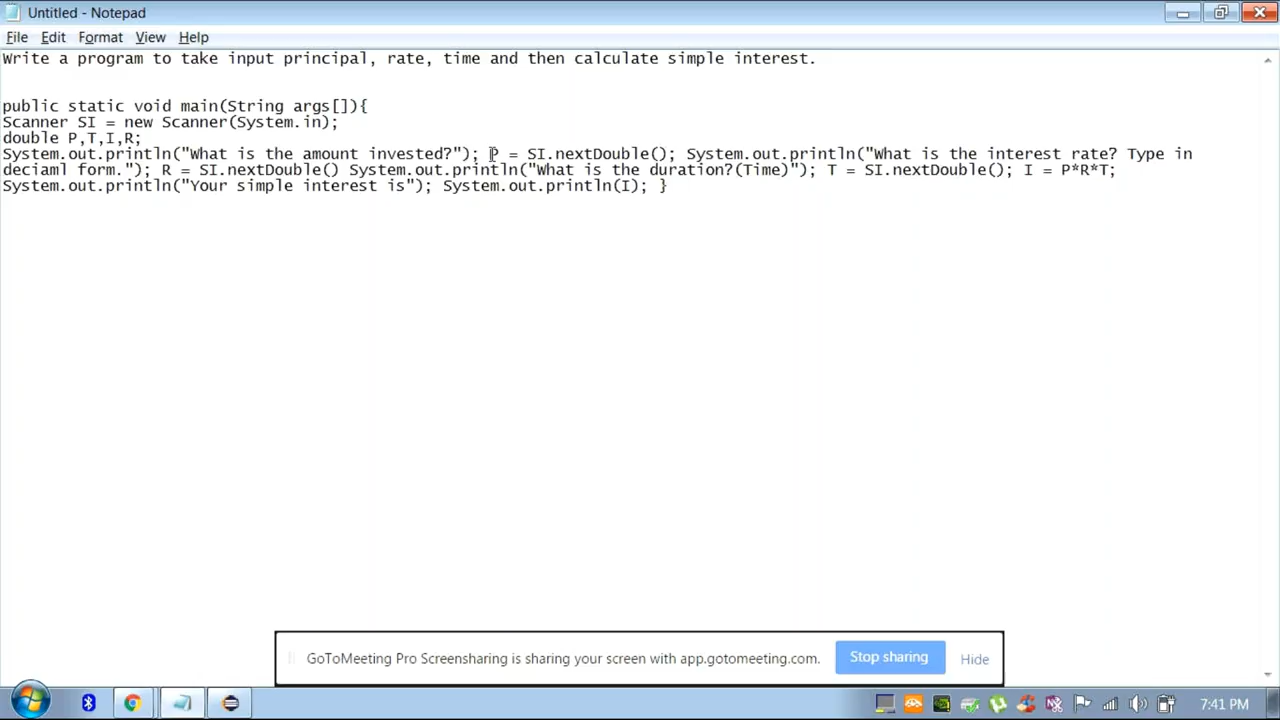 Untitled - Notepad
File Edit Format View Help
Write a program to take input principal, rate, time and then calculate simple interest.
public static void main(String args[]){
Scanner SI = new Scanner(System.in);
double P,T,I,R;
System.out.println("What is the amount invested?"); P = SI.nextDouble(); System.out.println("What is the interest rate? Type in
deciaml form."); R = SI.nextDouble() System.out.println("What is the duration?(Time)"); T = SI.nextDouble(); I = P*R*T;
System.out.println("Your simple interest is"); System.out.println(I); }
GoToMeeting Pro Screensharing is sharing your screen with app.gotomeeting.com. Stop sharing Hide
7:41 PM